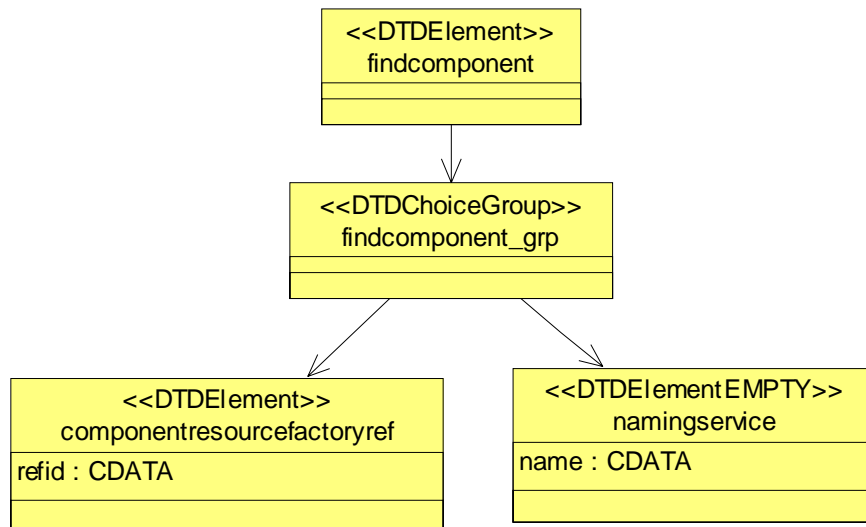 <<DTDElement>>
findcomponent
<<DTDChoiceGroup>>
findcomponent_grp
<<DTDElement>>
componentresourcefactoryref
refid : CDATA
<<DTDElementEMPTY>>
namingservice
name : CDATA